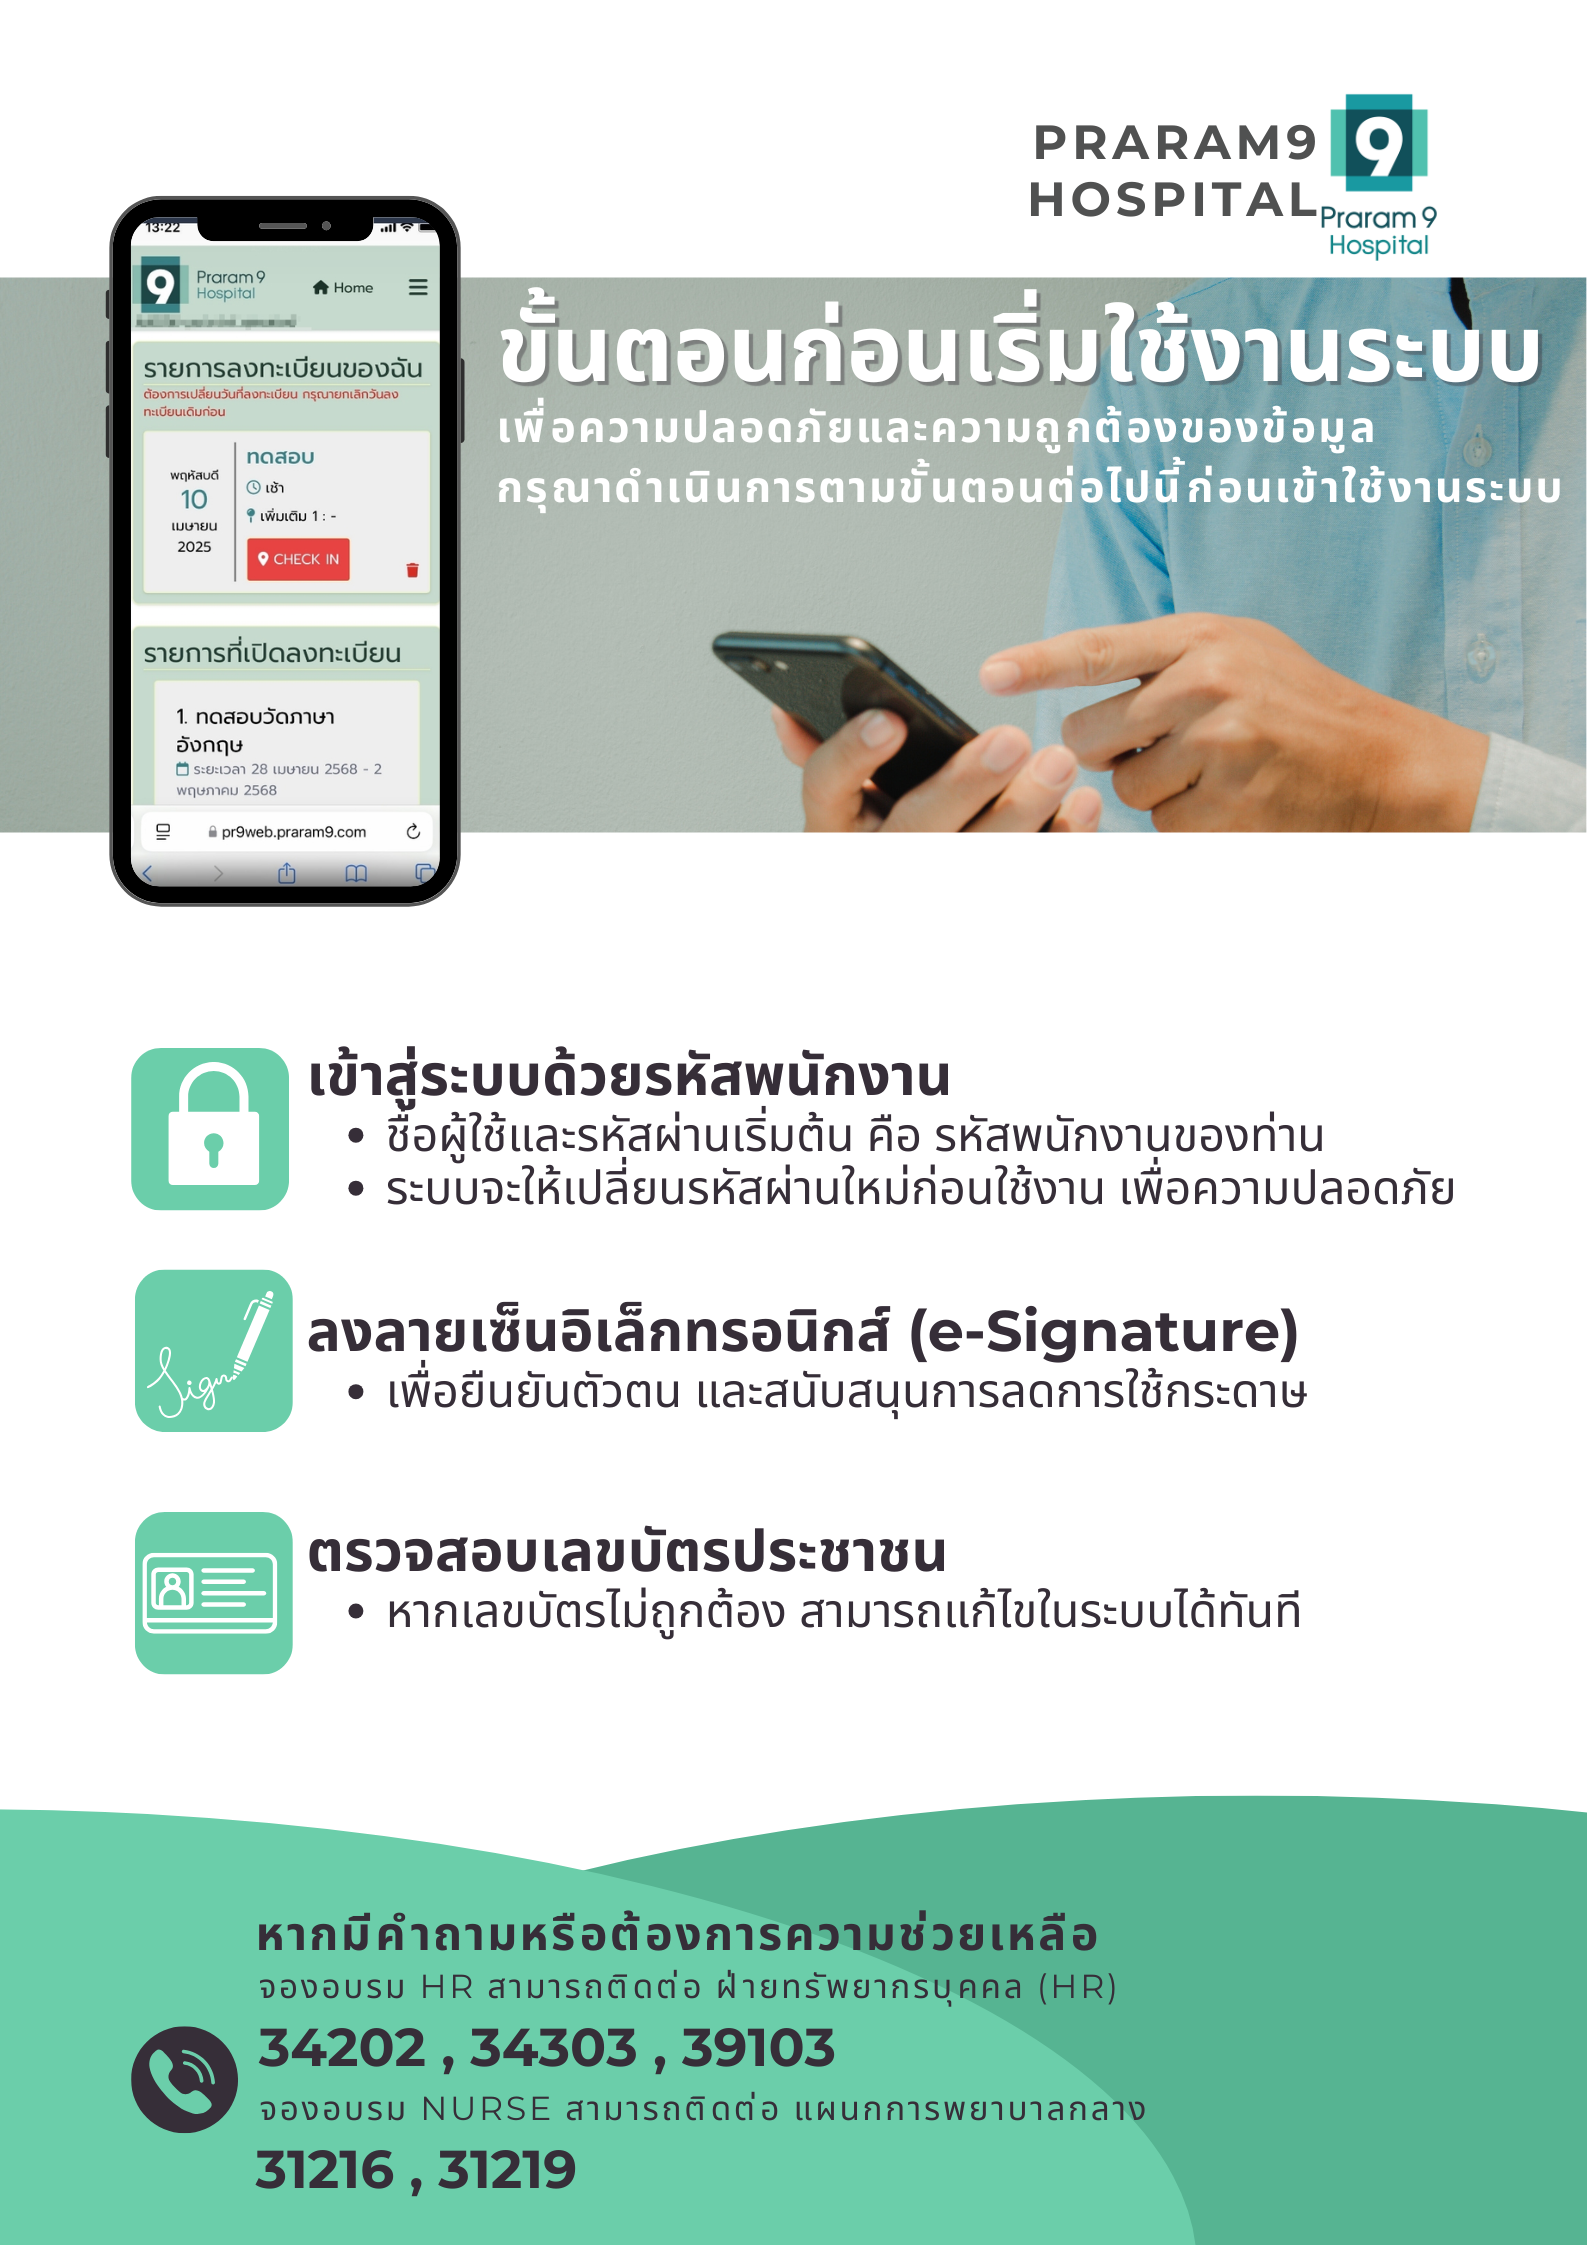 PRARAM9
HOSPITAL
9
Praram 9
Hospital
13:22
9
Praram 9
Hospital
Home
รายการลงทะเบียนของฉัน
ต้องการเปลี่ยนวันที่ลงทะเบียน กรุณายกเลิกวันลง
ทะเบียนเดิมก่อน
พฤหัสบดี
10
เมษายน
2025
ทดสอบ
เช้า
เพิ่มเติม 1 : -
CHECK IN
รายการที่เปิดลงทะเบียน
1. ทดสอบวัดภาษา
อังกฤษ
ระยะเวลา 28 เมษายน 2568 - 2
พฤษภาคม 2568
pr9web.praram9.com
ขั้นตอนก่อนเริ่มใช้งานระบบ
เพื่อความปลอดภัยและความถูกต้องของข้อมูล
กรุณาดำเนินการตามขั้นตอนต่อไปนี้ก่อนเข้าใช้งานระบบ
เข้าสู่ระบบด้วยรหัสพนักงาน
• ชื่อผู้ใช้และรหัสผ่านเริ่มต้น คือ รหัสพนักงานของท่าน
• ระบบจะให้เปลี่ยนรหัสผ่านใหม่ก่อนใช้งาน เพื่อความปลอดภัย
Sign
ลงลายเซ็นอิเล็กทรอนิกส์ (e-Signature)
• เพื่อยืนยันตัวตน และสนับสนุนการลดการใช้กระดาษ
ตรวจสอบเลขบัตรประชาชน
• หากเลขบัตรไม่ถูกต้อง สามารถแก้ไขในระบบได้ทันที
หากมีคำถามหรือต้องการความช่วยเหลือ
จองอบรม HR สามารถติดต่อ ฝ่ายทรัพยากรบุคคล (HR)
34202 , 34303 , 39103
จองอบรม NURSE สามารถติดต่อ แผนกการพยาบาลกลาง
31216 , 31219